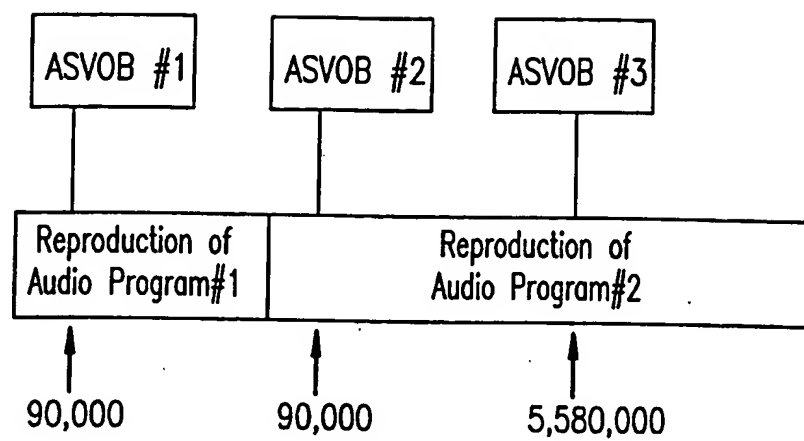 ASVOB #1
ASVOB #2
ASVOB #3
Reproduction of
Audio Program#1
Reproduction of
Audio Program#2
90,000
90,000
5,580,000